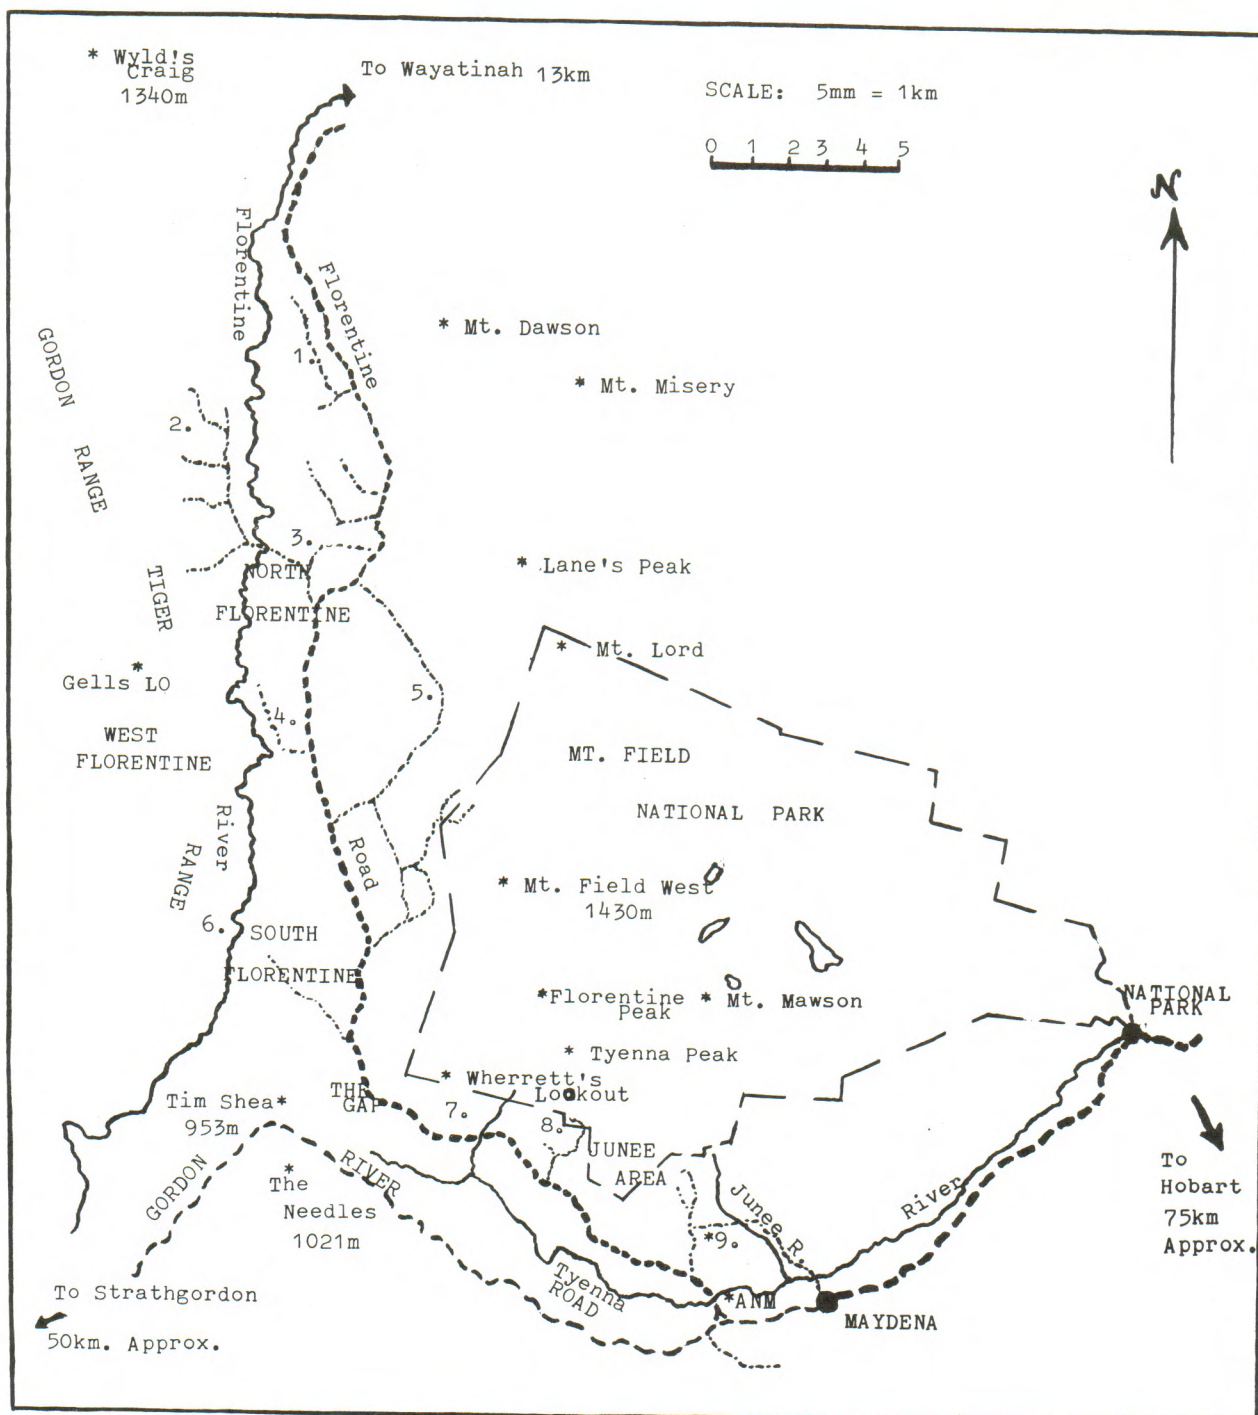 * Wyld's
Craig
1340m
To Wayatinah 13km
SCALE: 5mm = 1km
0 1 2 3 4 5
N
Florentine
Florentine
* Mt. Dawson
* Mt. Misery
GORDON
RANGE
1.
2.
3.
* Lane's Peak
NORTH
FLORENTINE
TIGER
* Mt. Lord
*
Gells LO
4.
5.
WEST
FLORENTINE
MT. FIELD
NATIONAL PARK
River
Road
RANGE
* Mt. Field West
1430m
6.
SOUTH
FLORENTINE
*Florentine
Peak
* Mt. Mawson
NATIONAL
PARK
* Tyenna Peak
* Wherrett's
Lookout
THE
GAP
Tim Shea*
953m
7.
8.
JUNEE
AREA
GORDON
RIVER
*
The
Needles
1021m
Junee R.
River
To
Hobart
75km
Approx.
*9.
Tyenna
ROAD
*ANM
MAYDENA
To Strathgordon
50km. Approx.